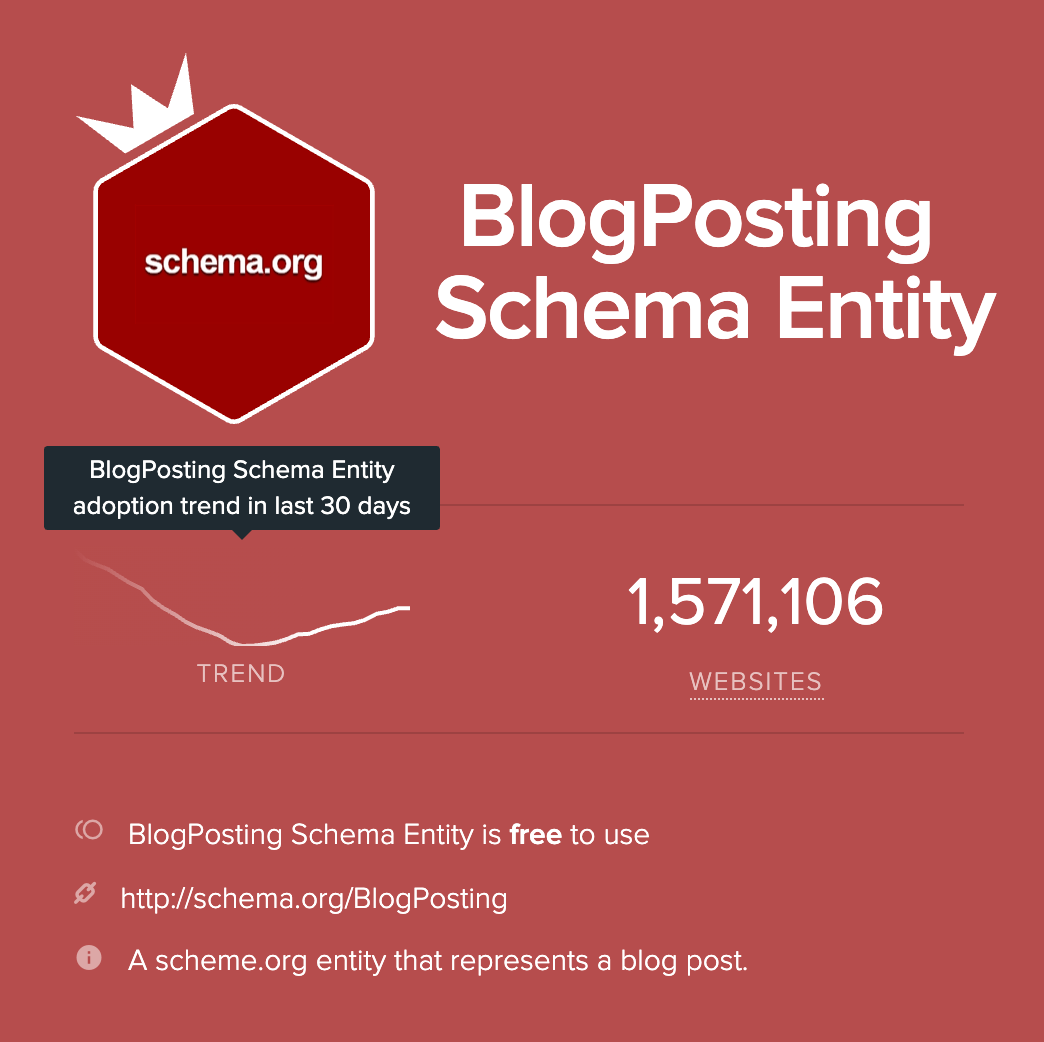 schema.org
BlogPosting
Schema Entity
BlogPosting Schema Entity
adoption trend in last 30 days
TREND
1,571,106
WEBSITES
BlogPosting Schema Entity is free to use
http://schema.org/BlogPosting
A scheme.org entity that represents a blog post.